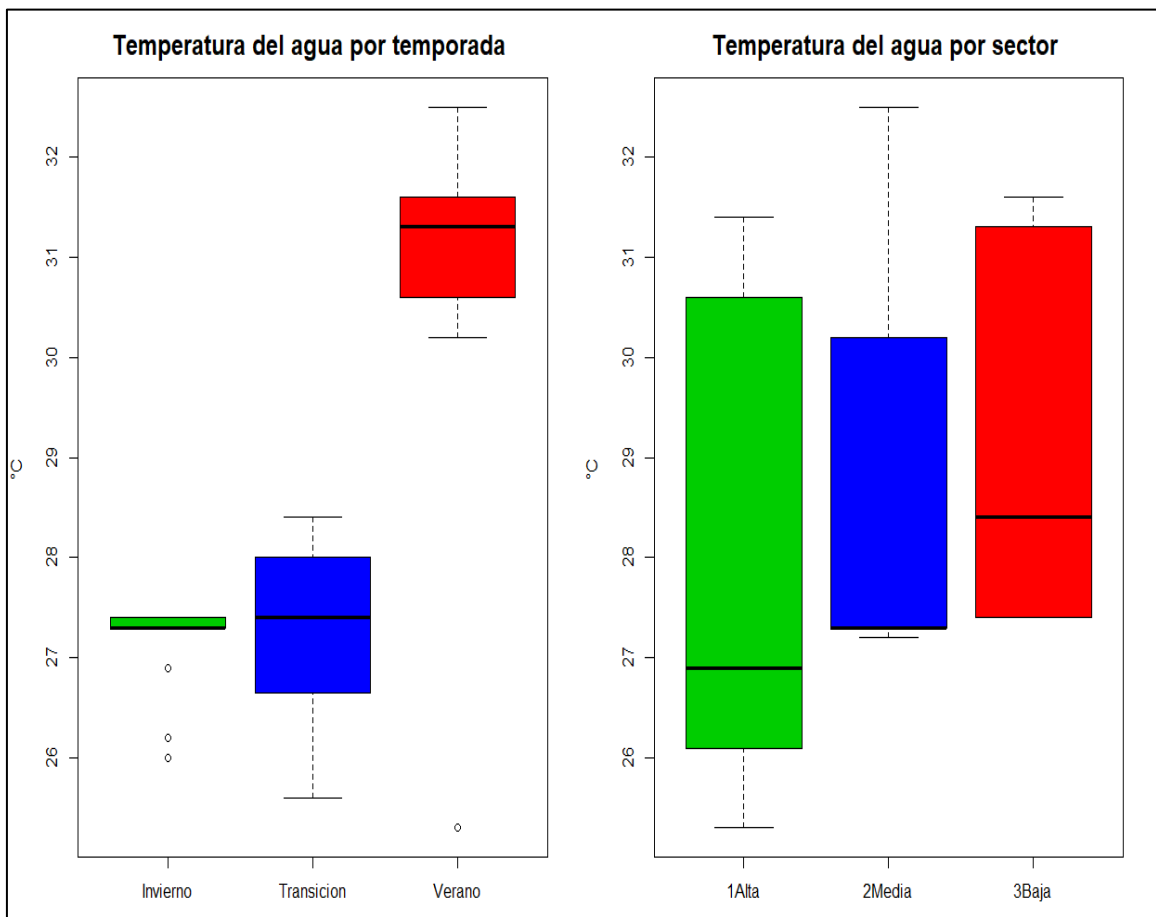 Temperatura del agua por temporada
°C
32
31
30
29
28
27
26
Invierno Transicion Verano
Temperatura del agua por sector
°C
32
31
30
29
28
27
26
1Alta 2Media 3Baja